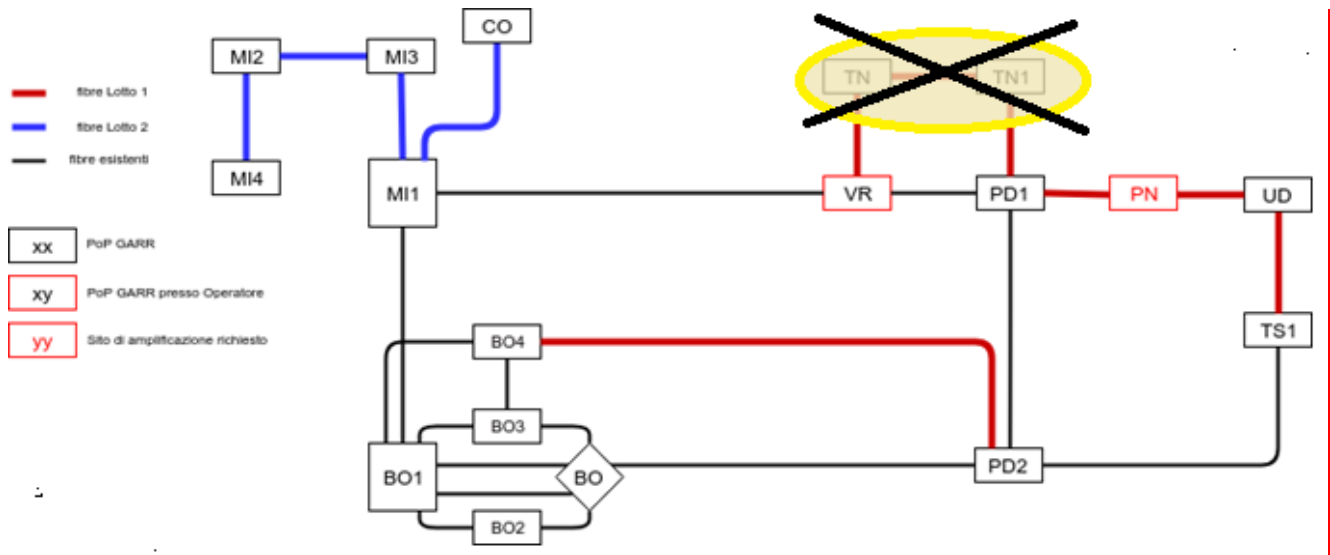 CO
MI2
MI3
TN
TN1
fibre Lotto 1
fibre Lotto 2
fibre esistenti
MI4
MI1
VR
PD1
PN
UD
xx
PoP GARR
xy
PoP GARR presso Operatore
yy
Sito di amplificazione richiesto
BO4
TS1
BO3
BO1
BO
PD2
BO2